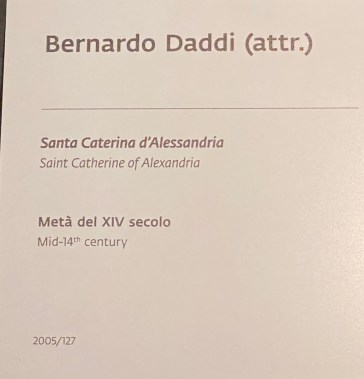 Bernardo Daddi (attr.)
Santa Caterina d'Alessandria
Saint Catherine of Alexandria
Metà del XIV secolo
Mid-14th century
2005/127